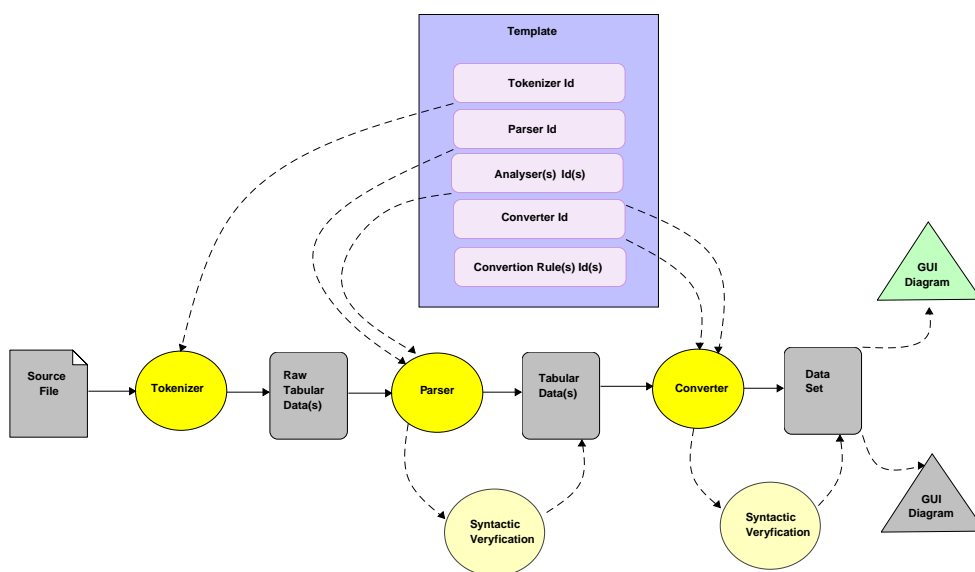 Template
Tokenizer Id
Parser Id
Analyser(s) Id(s)
Converter Id
Convertion Rule(s) Id(s)
GUI
Diagram
Source
File
Tokenizer
Raw
Tabular
Data(s)
Parser
Tabular
Data(s)
Converter
Data
Set
GUI
Diagram
Syntactic
Veryfication
Syntactic
Veryfication